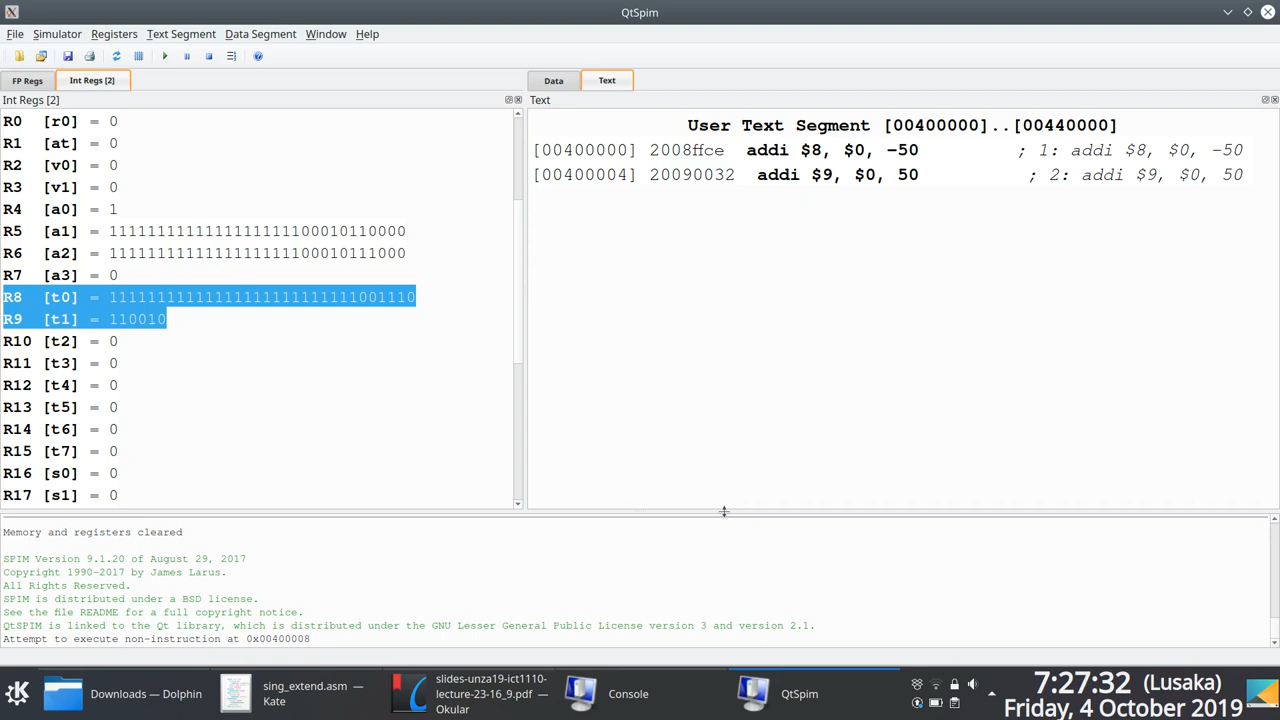 QtSpim
File Simulator Registers Text Segment Data Segment Window Help
FP Regs Int Regs [2] Data Text
Int Regs [2]
R0 [r0] = 0
R1 [at] = 0
R2 [v0] = 0
R3 [v1] = 0
R4 [a0] = 1
R5 [a1] = 1111111111111111111100010110000
R6 [a2] = 1111111111111111111100010111000
R7 [a3] = 0
R8 [t0] = 11111111111111111111111111001110
R9 [t1] = 110010
R10 [t2] = 0
R11 [t3] = 0
R12 [t4] = 0
R13 [t5] = 0
R14 [t6] = 0
R15 [t7] = 0
R16 [s0] = 0
R17 [s1] = 0
Text
User Text Segment [00400000]..[00440000]
[00400000] 2008ffce addi $8, $0, -50 ; 1: addi $8, $0, -50
[00400004] 20090032 addi $9, $0, 50 ; 2: addi $9, $0, 50
Memory and registers cleared
SPIM Version 9.1.20 of August 29, 2017
Copyright 1990-2017 by James Larus.
All Rights Reserved.
SPIM is distributed under a BSD license.
See the file README for a full copyright notice.
QtSPIM is linked to the Qt library, which is distributed under the GNU Lesser General Public License version 3 and version 2.1.
Attempt to execute non-instruction at 0x00400008
Downloads — Dolphin
sing_extend.asm —
Kate
slides-unza19-ict1110-
lecture-23-16_9.pdf —
Okular
Console
QtSpim
7:27:32 (Lusaka)
Friday, 4 October 2019